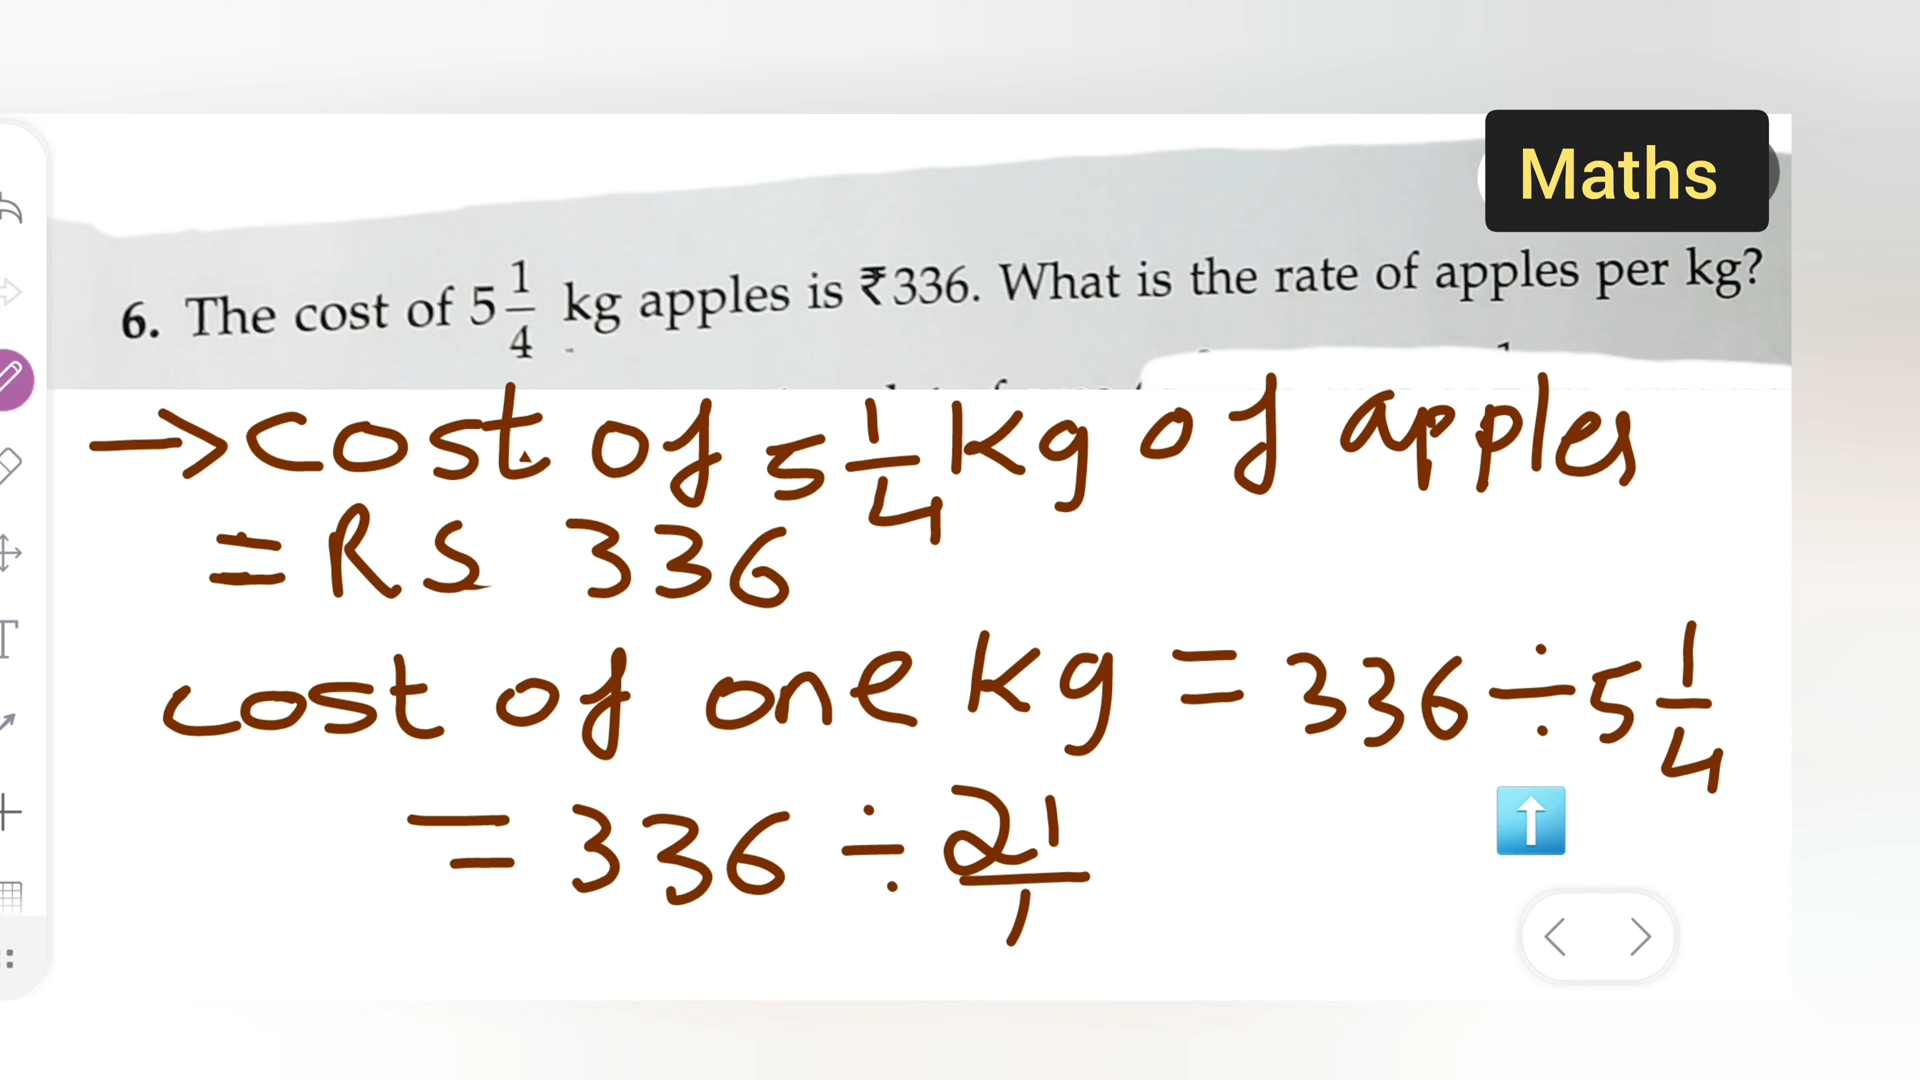 Maths
6. The cost of 5 1/4 kg apples is ₹336. What is the rate of apples per kg?
→ cost of 5 1/4 kg of apples
= RS 336
cost of one kg = 336 ÷ 5 1/4
= 336 ÷ 21/